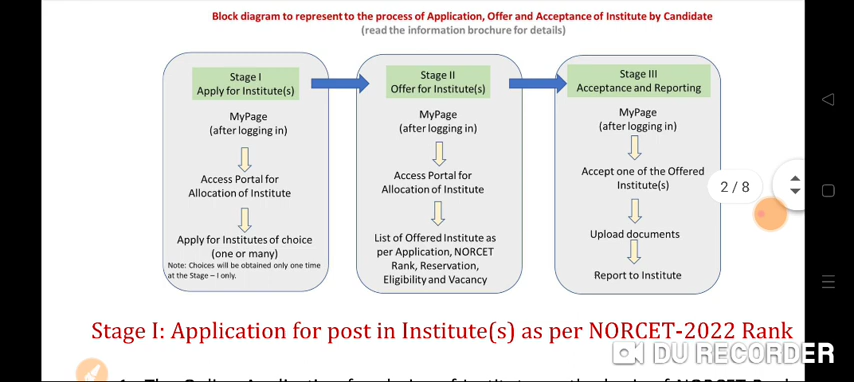 Block diagram to represent to the process of Application, Offer and Acceptance of Institute by Candidate
(read the information brochure for details)
Stage I
Apply for Institute(s)
MyPage
(after logging in)
Access Portal for
Allocation of Institute
Apply for Institutes of choice
(one or many)
Note: Choices will be obtained only one time
at the Stage – I only.
Stage II
Offer for Institute(s)
MyPage
(after logging in)
Access Portal for
Allocation of Institute
List of Offered Institute as
per Application, NORCET
Rank, Reservation,
Eligibility and Vacancy
Stage III
Acceptance and Reporting
MyPage
(after logging in)
Accept one of the Offered
Institute(s)
Upload documents
Report to Institute
2 / 8
Stage I: Application for post in Institute(s) as per NORCET-2022 Rank
DU RECORDER